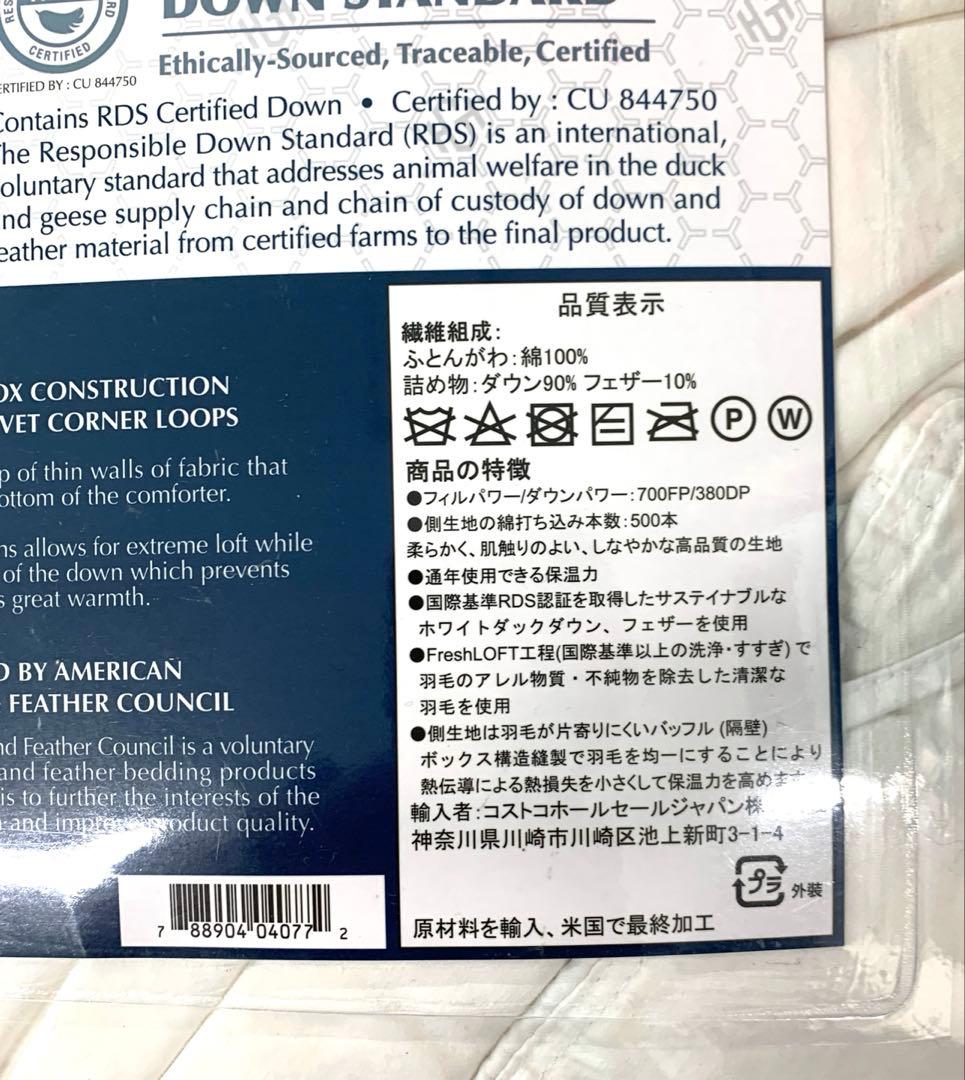 DOWN STANDARD
CERTIFIED
Ethically-Sourced, Traceable, Certified
ERTIFIED BY : CU 844750
Contains RDS Certified Down • Certified by : CU 844750
The Responsible Down Standard (RDS) is an international,
oluntary standard that addresses animal welfare in the duck
nd geese supply chain and chain of custody of down and
eather material from certified farms to the final product.
OX CONSTRUCTION
VET CORNER LOOPS
p of thin walls of fabric that
ottom of the comforter.
ns allows for extreme loft while
of the down which prevents
s great warmth.
D BY AMERICAN
FEATHER COUNCIL
nd Feather Council is a voluntary
and feather bedding products
is to further the interests of the
and improve product quality.
7 88904 04077 2
品質表示
繊維組成:
ふとんがわ:綿100%
詰め物:ダウン90% フェザー10%
P W
商品の特徴
●フィルパワー/ダウンパワー:700FP/380DP
●側生地の綿打ち込み本数:500本
柔らかく、肌触りのよい、しなやかな高品質の生地
●通年使用できる保温力
●国際基準RDS認証を取得したサステイナブルな
ホワイトダックダウン、フェザーを使用
●FreshLOFT工程(国際基準以上の洗浄・すすぎ)で
羽毛のアレル物質・不純物を除去した清潔な
羽毛を使用
●側生地は羽毛が片寄りにくいバッフル (隔壁)
ボックス構造縫製で羽毛を均一にすることにより
熱伝導による熱損失を小さくして保温力を高めます
輸入者:コストコホールセールジャパン株
神奈川県川崎市川崎区池上新町3-1-4
プラ 外装
原材料を輸入、米国で最終加工